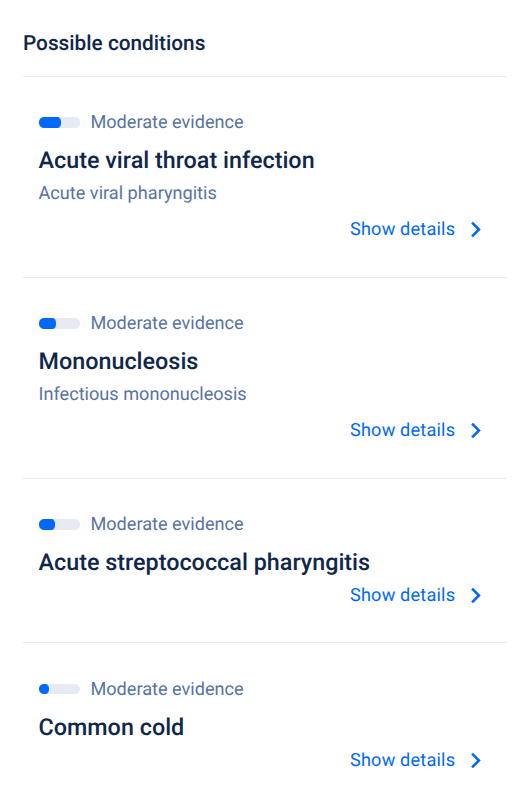 Possible conditions
Moderate evidence
Acute viral throat infection
Acute viral pharyngitis
Show details
Moderate evidence
Mononucleosis
Infectious mononucleosis
Show details
Moderate evidence
Acute streptococcal pharyngitis
Show details
Moderate evidence
Common cold
Show details